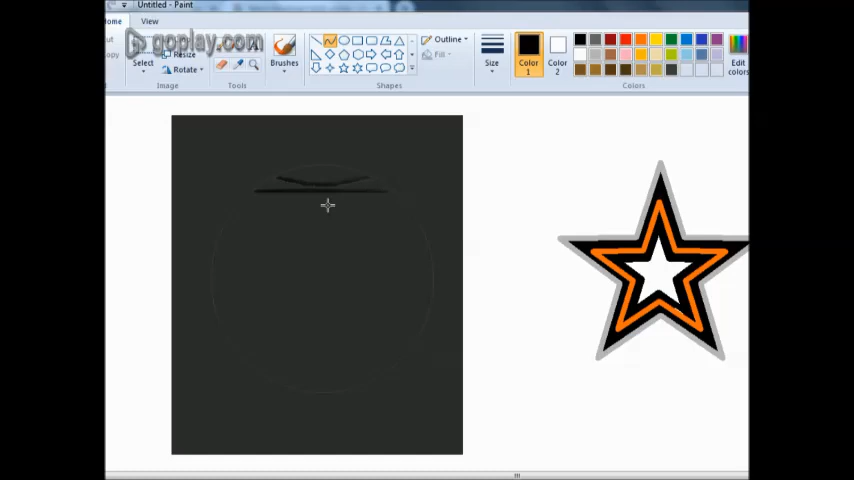 Untitled - Paint
Home
View
goplay.com
Select
Resize
Rotate
Brushes
Outline
Fill
Size
Color 1
Color 2
Edit colors
Image
Tools
Shapes
Colors